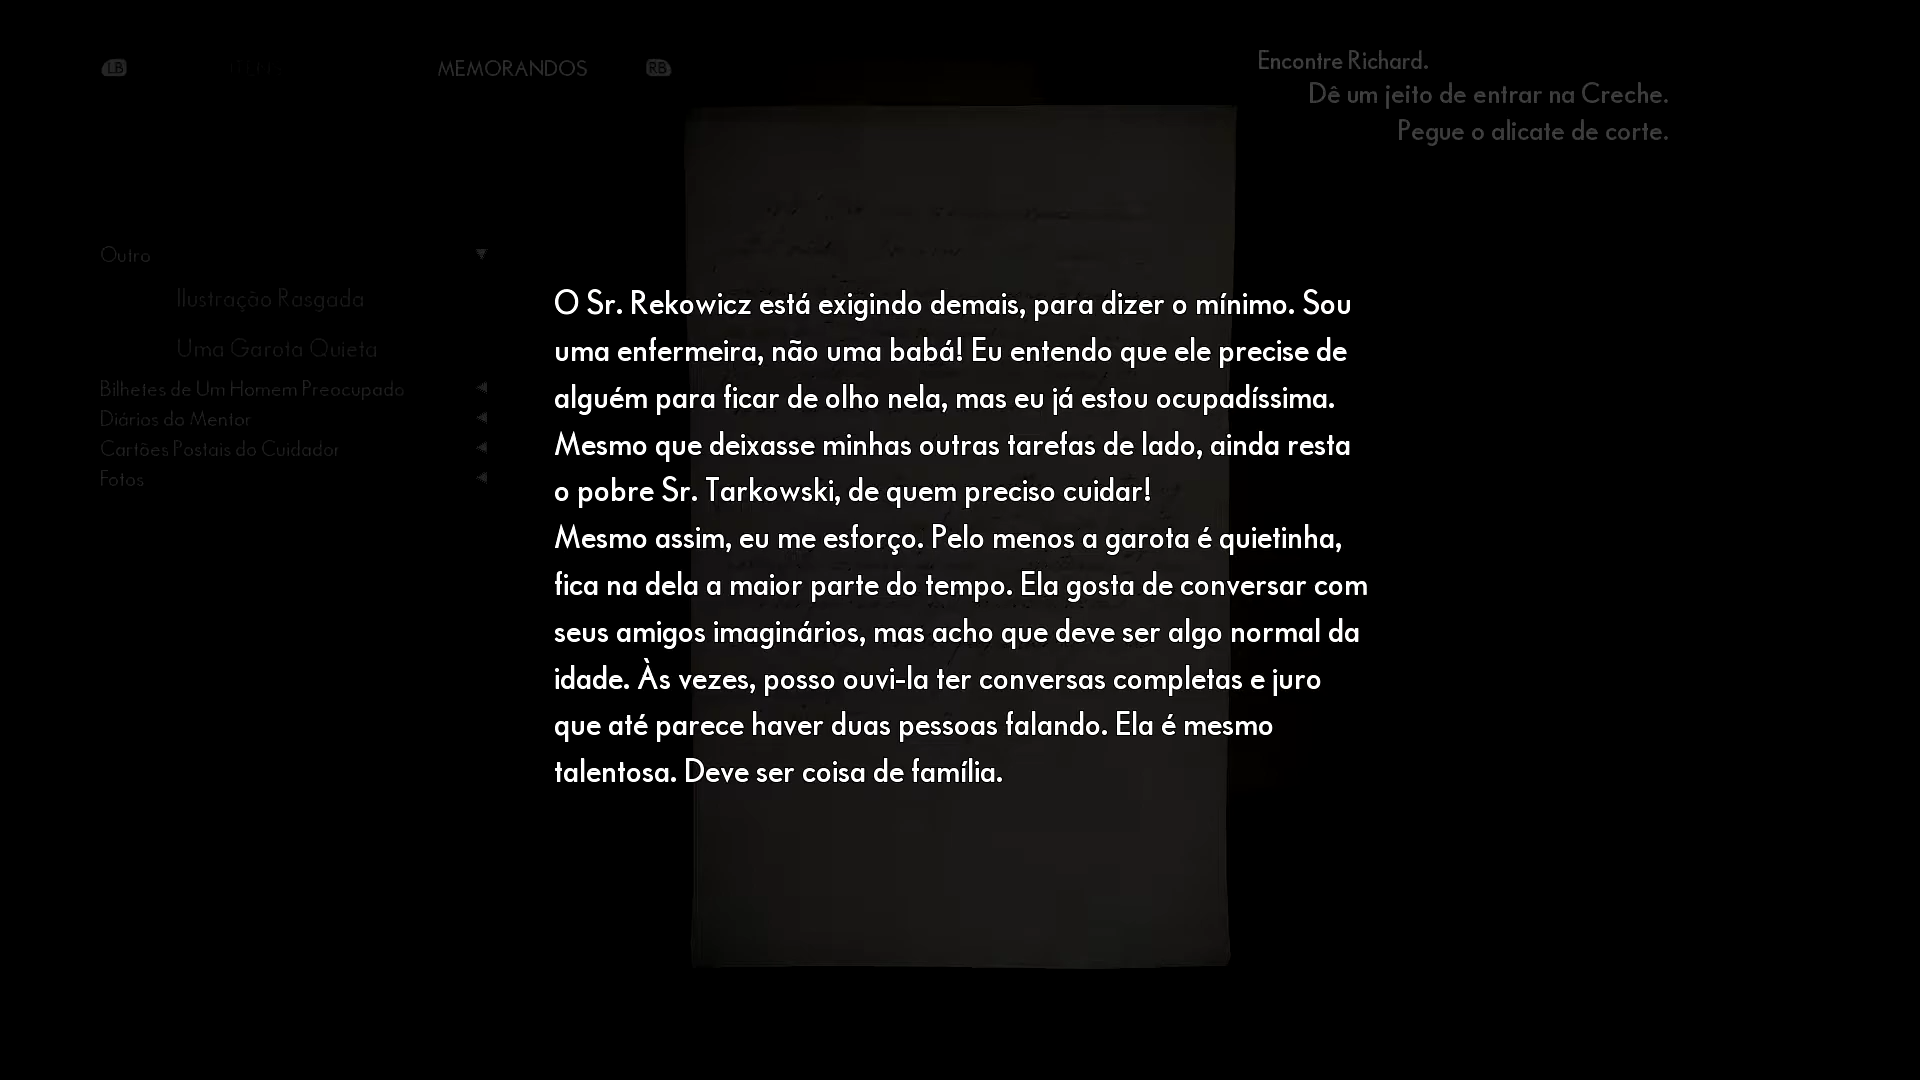 LB
MEMORANDOS
RB
Encontre Richard.
Dê um jeito de entrar na Creche.
Pegue o alicate de corte.
Outro
Ilustração Rasgada
Uma Garota Quieta
Bilhetes de Um Homem Preocupado
Diários do Mentor
Cartões Postais do Cuidador
Fotos
O Sr. Rekowicz está exigindo demais, para dizer o mínimo. Sou
uma enfermeira, não uma babá! Eu entendo que ele precise de
alguém para ficar de olho nela, mas eu já estou ocupadíssima.
Mesmo que deixasse minhas outras tarefas de lado, ainda resta
o pobre Sr. Tarkowski, de quem preciso cuidar!
Mesmo assim, eu me esforço. Pelo menos a garota é quietinha,
fica na dela a maior parte do tempo. Ela gosta de conversar com
seus amigos imaginários, mas acho que deve ser algo normal da
idade. Às vezes, posso ouvi-la ter conversas completas e juro
que até parece haver duas pessoas falando. Ela é mesmo
talentosa. Deve ser coisa de família.